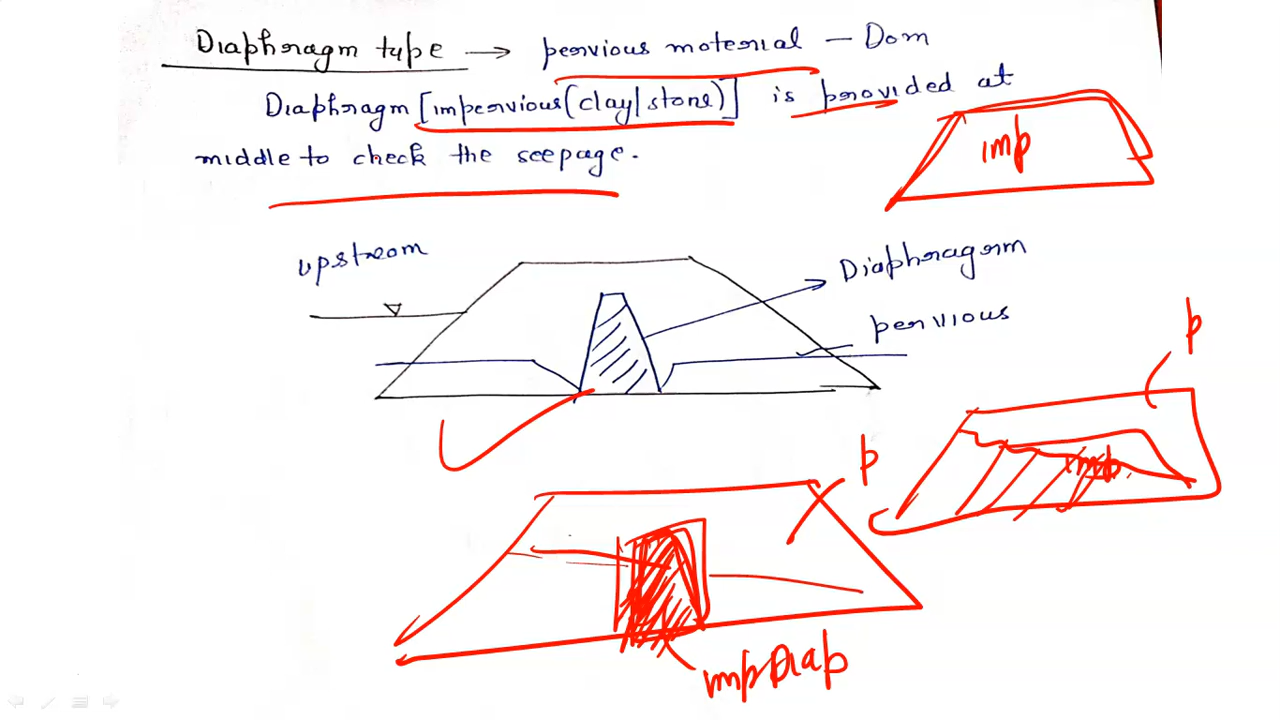 Diaphragm type → pervious material - Dam
Diaphragm [impervious (clay/stone)] is provided at
middle to check the seepage.
imp
upstream
Diaphragm
pervious
p
imp.
p
imp Diap